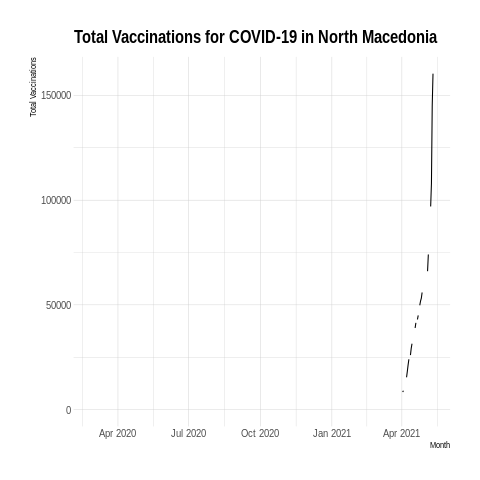 Total Vaccinations for COVID-19 in North Macedonia
Total Vaccinations
150000
100000
50000
0
Apr 2020 Jul 2020 Oct 2020 Jan 2021 Apr 2021
Month